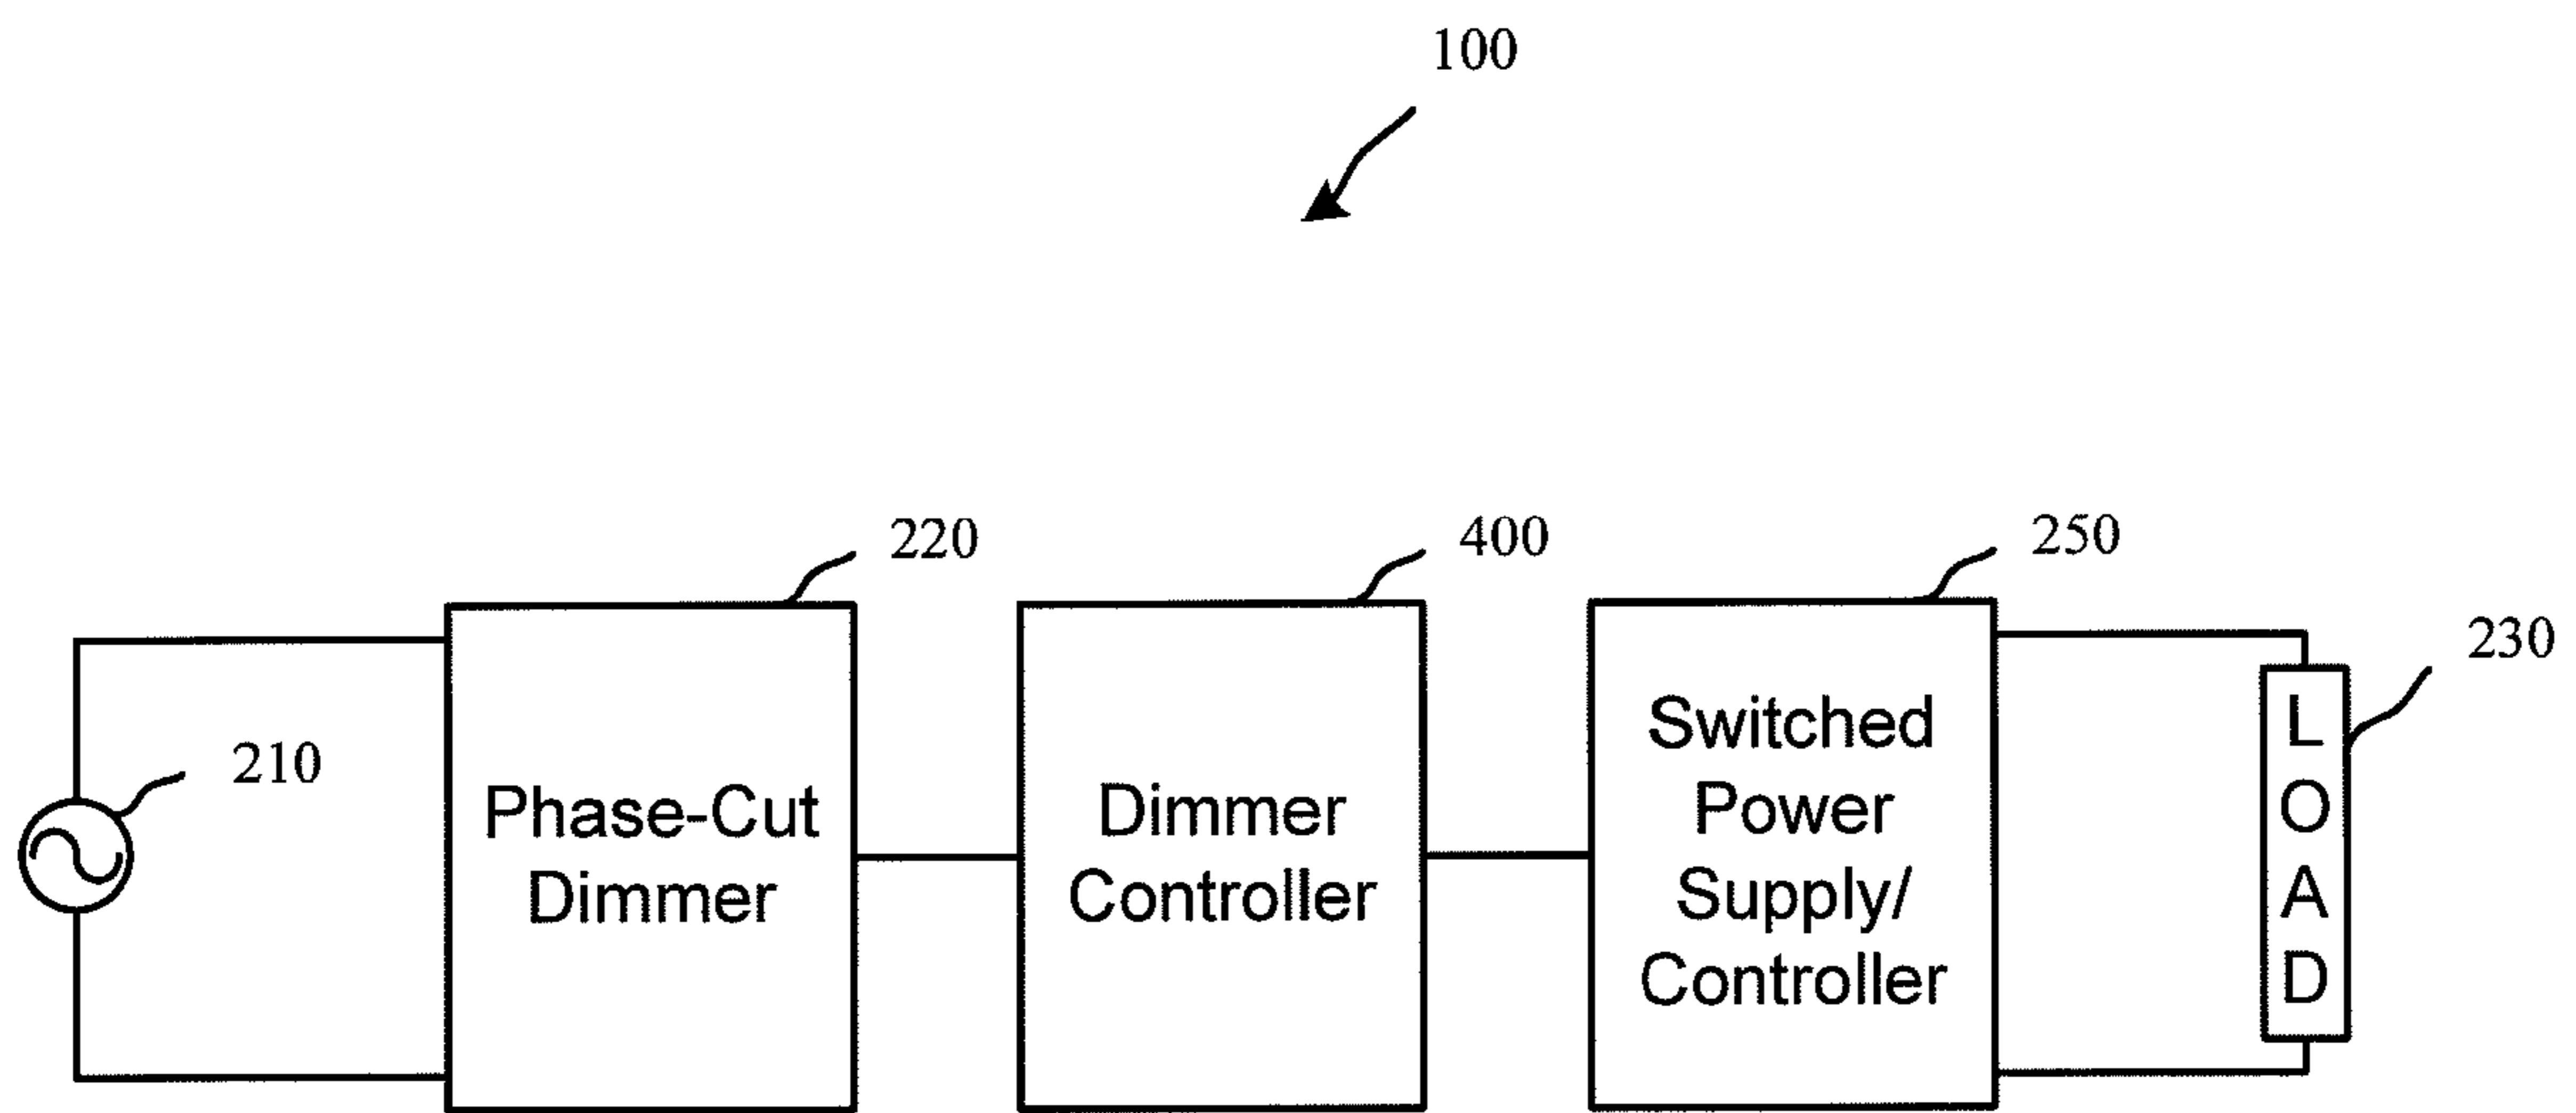 100
220
400
250
230
210
Phase-Cut
Dimmer
Dimmer
Controller
Switched
Power
Supply/
Controller
L
O
A
D